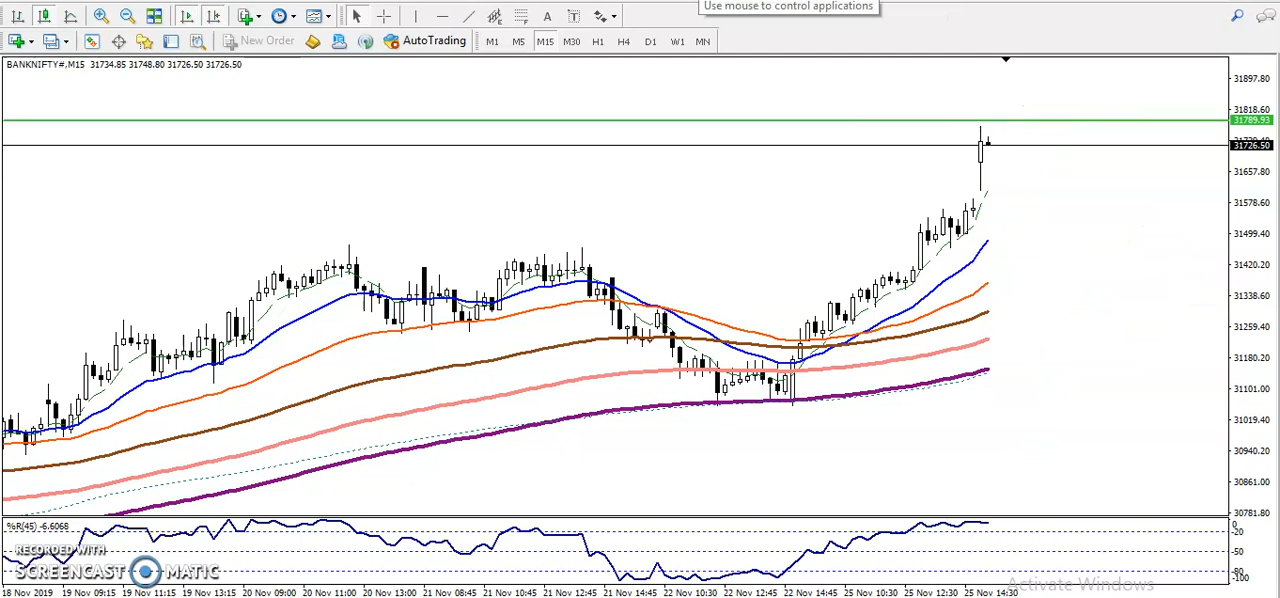 Use mouse to control applications
New Order
AutoTrading
M1 M5 M15 M30 H1 H4 D1 W1 MN
BANKNIFTY#,M15 31734.85 31748.80 31726.50 31726.50
31897.80
31818.60
31789.93
31726.50
31657.80
31578.60
31499.40
31420.20
31338.60
31259.40
31180.20
31101.00
31019.40
30940.20
30861.00
30781.80
%R(45) -6.6068
0
-20
-50
-80
-100
RECORDED WITH
SCREENCAST MATIC
Activate Windows
18 Nov 2019 19 Nov 09:15 19 Nov 11:15 19 Nov 13:15 20 Nov 09:00 20 Nov 11:00 20 Nov 13:00 21 Nov 09:15 21 Nov 10:45 21 Nov 12:45 21 Nov 14:45 22 Nov 10:30 22 Nov 12:45 22 Nov 14:45 25 Nov 10:30 25 Nov 12:30 25 Nov 14:30